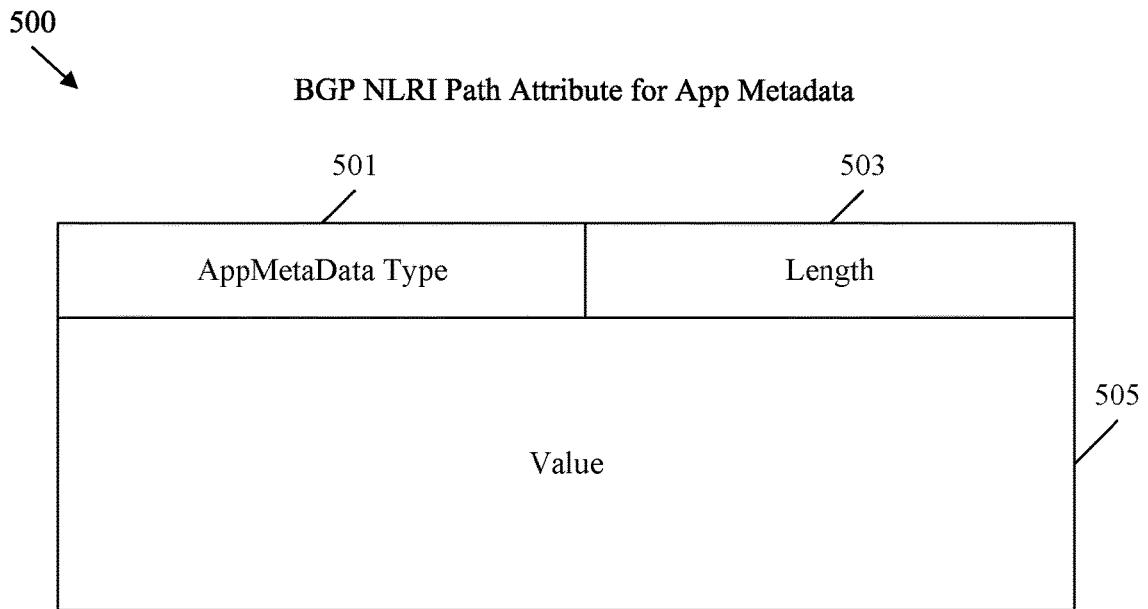 500
BGP NLRI Path Attribute for App Metadata
501
503
AppMetaData Type
Length
505
Value